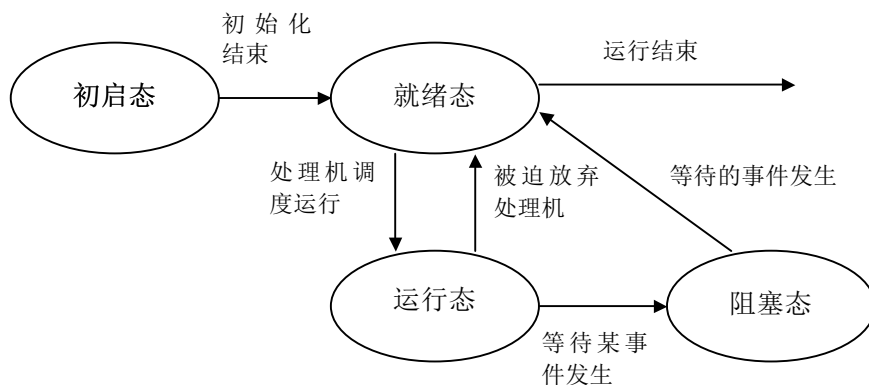 初始化
结束
运行结束
初启态
就绪态
处理机调
度运行
被迫放弃
处理机
等待的事件发生
运行态
阻塞态
等待某事
件发生